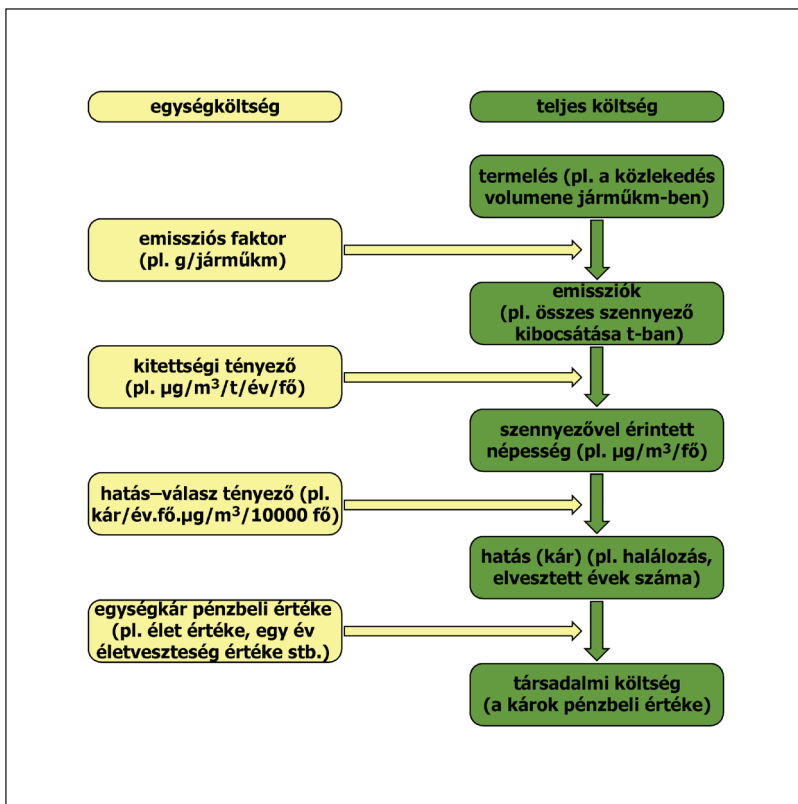 egységköltség
teljes költség
termelés (pl. a közlekedés
volumene járműkm-ben)
emissziós faktor
(pl. g/járműkm)
emissziók
(pl. összes szennyező
kibocsátása t-ban)
kitettségi tényező
(pl. µg/m³/t/év/fő)
szennyezővel érintett
népesség (pl. µg/m³/fő)
hatás–válasz tényező (pl.
kár/év.fő.µg/m³/10000 fő)
hatás (kár) (pl. halálozás,
elvesztett évek száma)
egységkár pénzbeli értéke
(pl. élet értéke, egy év
életveszteség értéke stb.)
társadalmi költség
(a károk pénzbeli értéke)